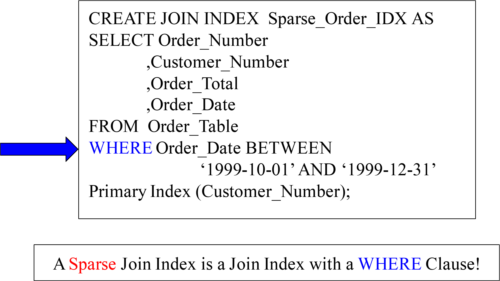 CREATE JOIN INDEX Sparse_Order_IDX AS
SELECT Order_Number
,Customer_Number
,Order_Total
,Order_Date
FROM Order_Table
WHERE Order_Date BETWEEN
‘1999-10-01’ AND ‘1999-12-31’
Primary Index (Customer_Number);
A Sparse Join Index is a Join Index with a WHERE Clause!